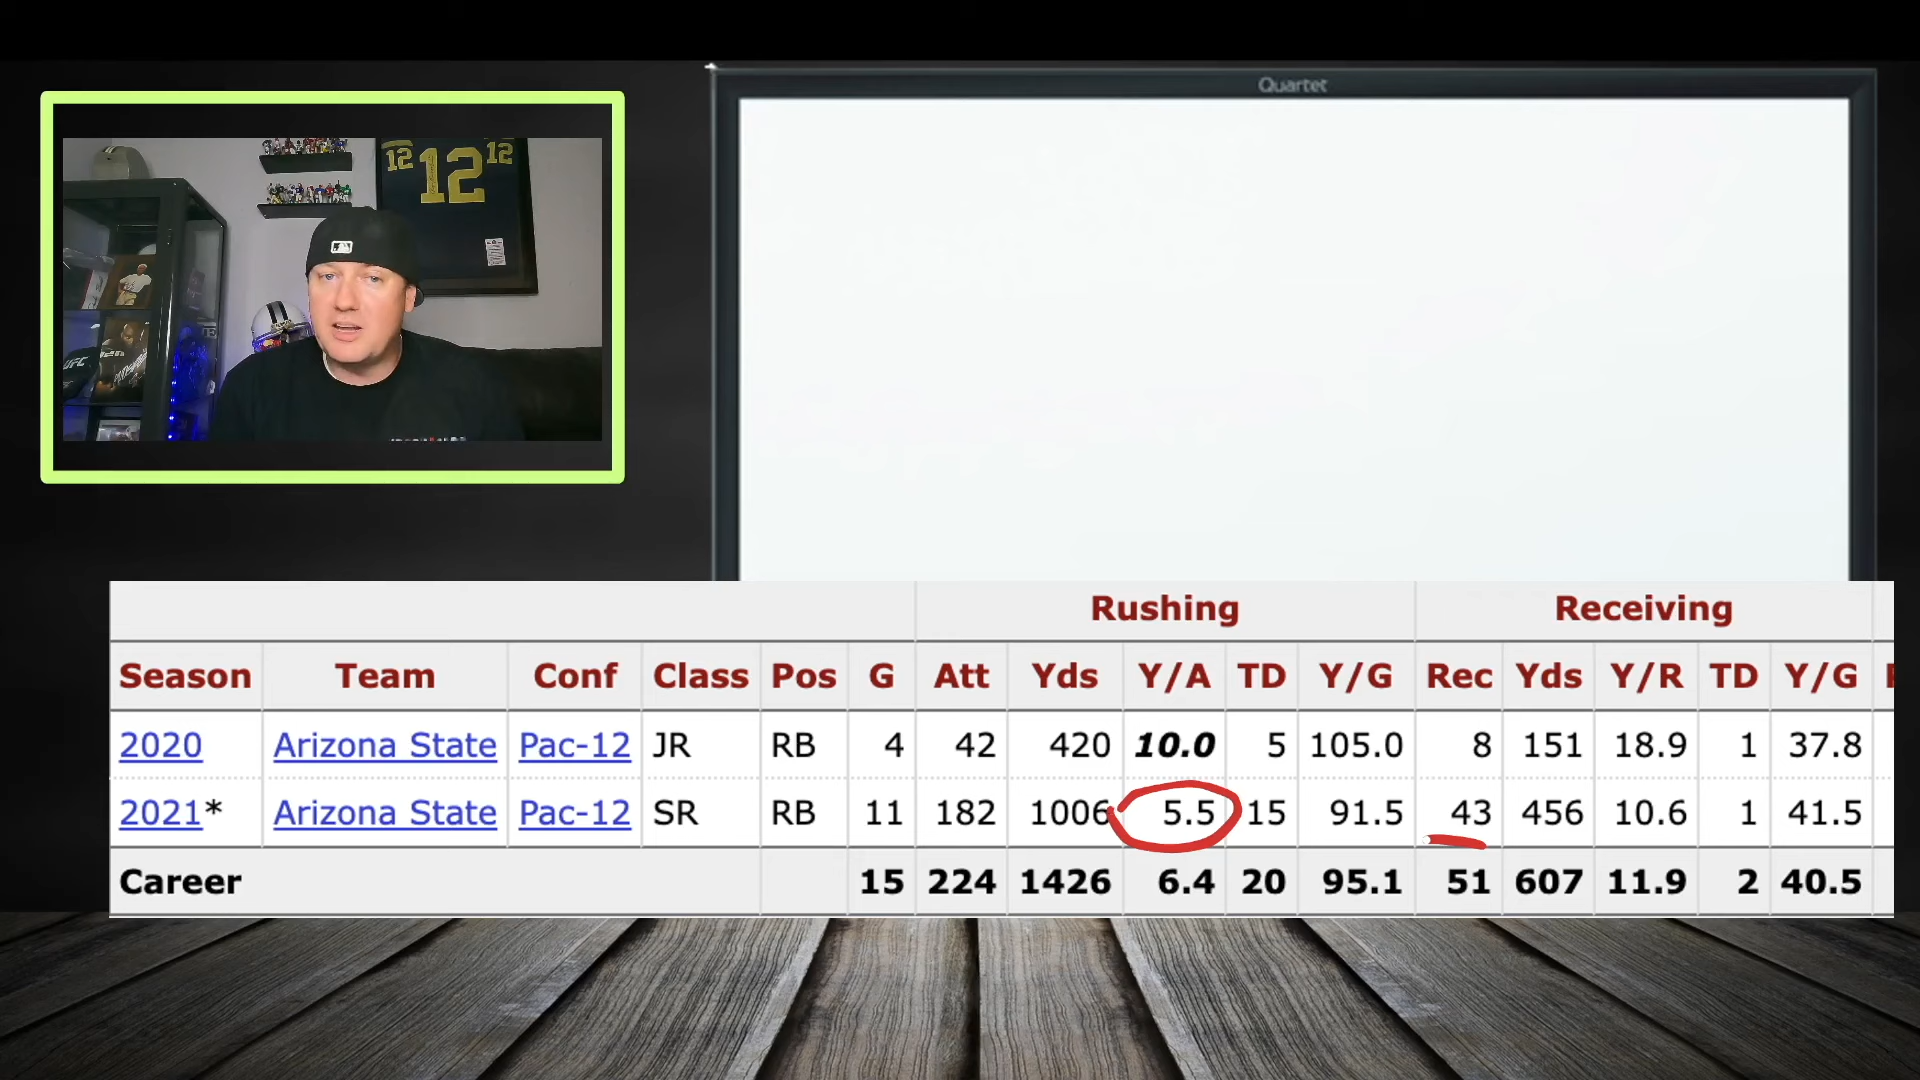 Quartet
12 12 12
Rushing Receiving
Season Team Conf Class Pos G Att Yds Y/A TD Y/G Rec Yds Y/R TD Y/G
2020 Arizona State Pac-12 JR RB 4 42 420 10.0 5 105.0 8 151 18.9 1 37.8
2021* Arizona State Pac-12 SR RB 11 182 1006 5.5 15 91.5 43 456 10.6 1 41.5
Career 15 224 1426 6.4 20 95.1 51 607 11.9 2 40.5